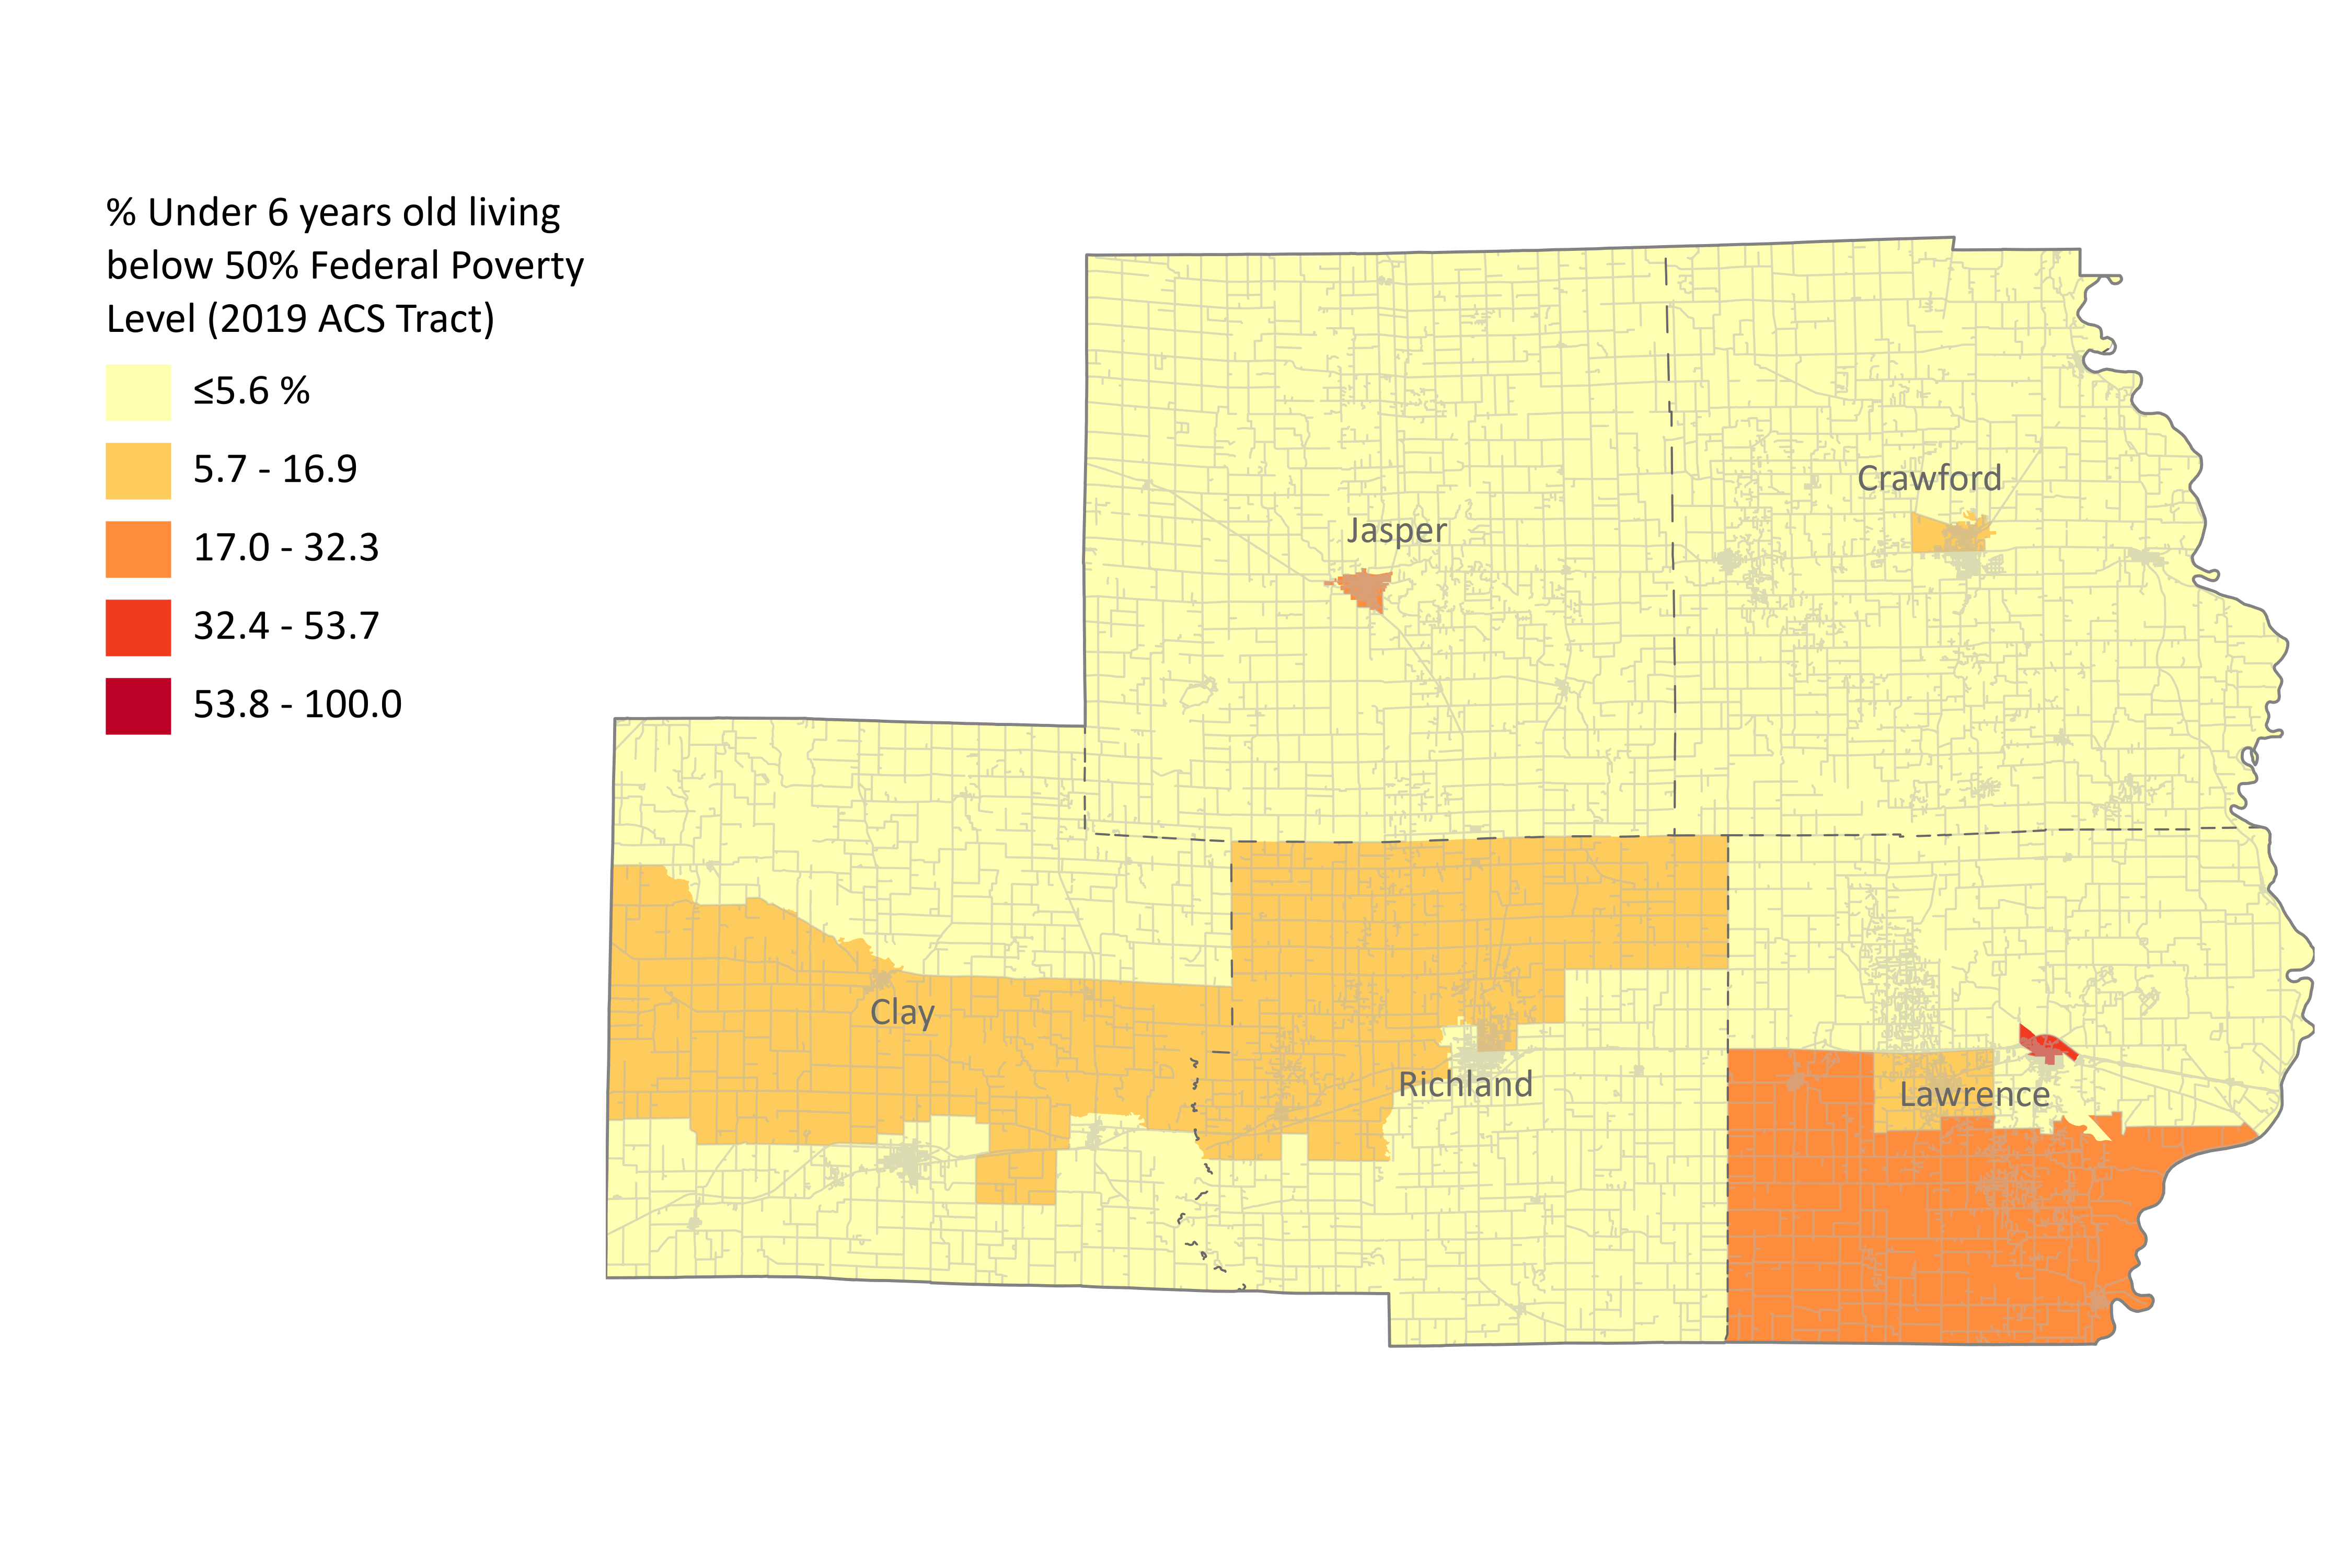 % Under 6 years old living
below 50% Federal Poverty
Level (2019 ACS Tract)
≤5.6 %
5.7 - 16.9
17.0 - 32.3
32.4 - 53.7
53.8 - 100.0
Crawford
Jasper
Clay
Richland
Lawrence